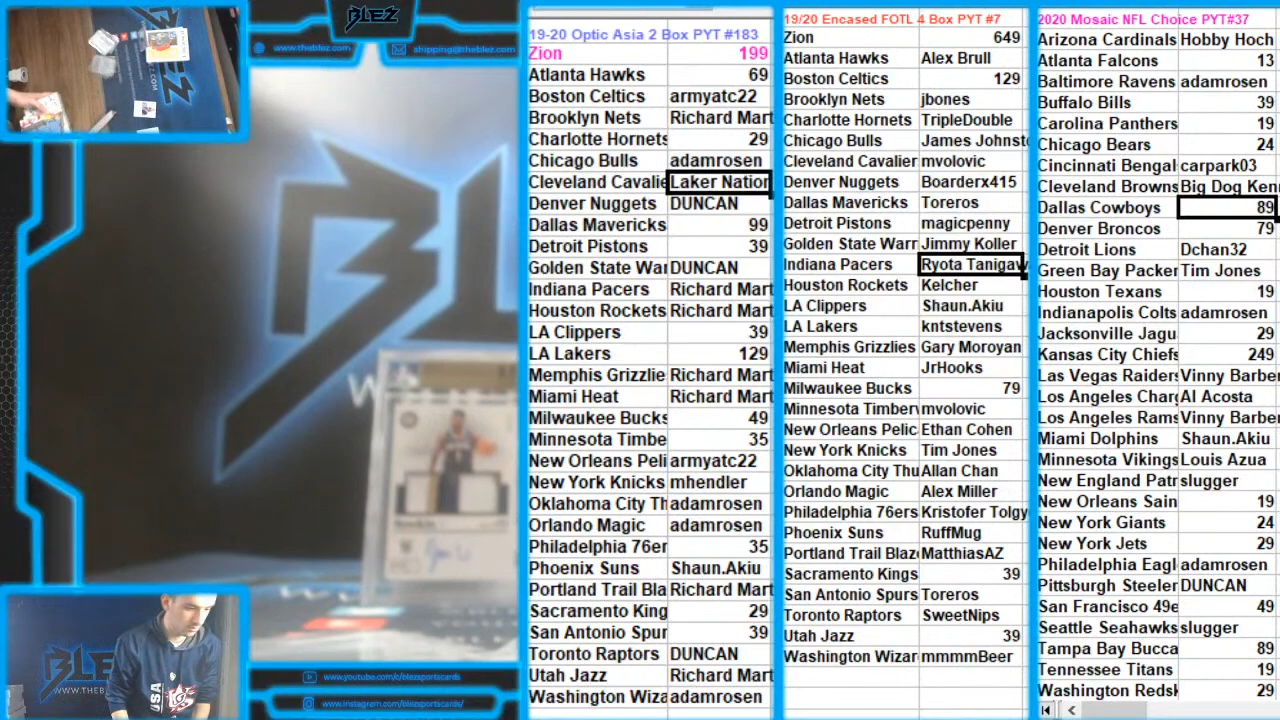 BLEZ
www.theblez.com
shipping@theblez.com
BLEZ
www.youtube.com/c/blezsportscards
www.instagram.com/blezsportscards/
USA
19-20 Optic Asia 2 Box PYT #183
Zion 199
Atlanta Hawks 69
Boston Celtics armyatc22
Brooklyn Nets Richard Mart
Charlotte Hornets 29
Chicago Bulls adamrosen
Cleveland Cavalie Laker Nation
Denver Nuggets DUNCAN
Dallas Mavericks 99
Detroit Pistons 39
Golden State War DUNCAN
Indiana Pacers Richard Mart
Houston Rockets Richard Mart
LA Clippers 39
LA Lakers 129
Memphis Grizzlie Richard Mart
Miami Heat Richard Mart
Milwaukee Bucks 49
Minnesota Timbe 35
New Orleans Peli armyatc22
New York Knicks mhendler
Oklahoma City Th adamrosen
Orlando Magic adamrosen
Philadelphia 76er 35
Phoenix Suns Shaun.Akiu
Portland Trail Bla Richard Mart
Sacramento King 29
San Antonio Spur 39
Toronto Raptors DUNCAN
Utah Jazz Richard Mart
Washington Wiza adamrosen
19/20 Encased FOTL 4 Box PYT #7
Zion 649
Atlanta Hawks Alex Brull
Boston Celtics 129
Brooklyn Nets jbones
Charlotte Hornets TripleDouble
Chicago Bulls James Johnst
Cleveland Cavalier mvolovic
Denver Nuggets Boarderx415
Dallas Mavericks Toreros
Detroit Pistons magicpenny
Golden State Warr Jimmy Koller
Indiana Pacers Ryota Tanigaw
Houston Rockets Kelcher
LA Clippers Shaun.Akiu
LA Lakers kntstevens
Memphis Grizzlies Gary Moroyan
Miami Heat JrHooks
Milwaukee Bucks 79
Minnesota Timberv mvolovic
New Orleans Pelic Ethan Cohen
New York Knicks Tim Jones
Oklahoma City Thu Allan Chan
Orlando Magic Alex Miller
Philadelphia 76ers Kristofer Tolgy
Phoenix Suns RuffMug
Portland Trail Blaz MatthiasAZ
Sacramento Kings 39
San Antonio Spurs Toreros
Toronto Raptors SweetNips
Utah Jazz 39
Washington Wizar mmmmBeer
2020 Mosaic NFL Choice PYT#37
Arizona Cardinals Hobby Hoch
Atlanta Falcons 13
Baltimore Ravens adamrosen
Buffalo Bills 39
Carolina Panthers 19
Chicago Bears 24
Cincinnati Bengal carpark03
Cleveland Browns Big Dog Ken
Dallas Cowboys 89
Denver Broncos 79
Detroit Lions Dchan32
Green Bay Packer Tim Jones
Houston Texans 19
Indianapolis Colts adamrosen
Jacksonville Jagu 29
Kansas City Chiefs 249
Las Vegas Raiders Vinny Barber
Los Angeles Charg Al Acosta
Los Angeles Rams Vinny Barber
Miami Dolphins Shaun.Akiu
Minnesota Vikings Louis Azua
New England Patr slugger
New Orleans Sain 19
New York Giants 24
New York Jets 29
Philadelphia Eagl adamrosen
Pittsburgh Steeler DUNCAN
San Francisco 49e 49
Seattle Seahawks slugger
Tampa Bay Bucca 89
Tennessee Titans 19
Washington Redsk 29